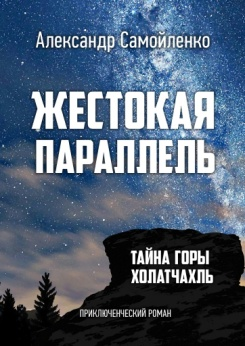 Александр Самойленко
ЖЕСТОКАЯ
ПАРАЛЛЕЛЬ
ТАЙНА ГОРЫ
ХОЛАТЧАХЛЬ
ПРИКЛЮЧЕНЧЕСКИЙ РОМАН